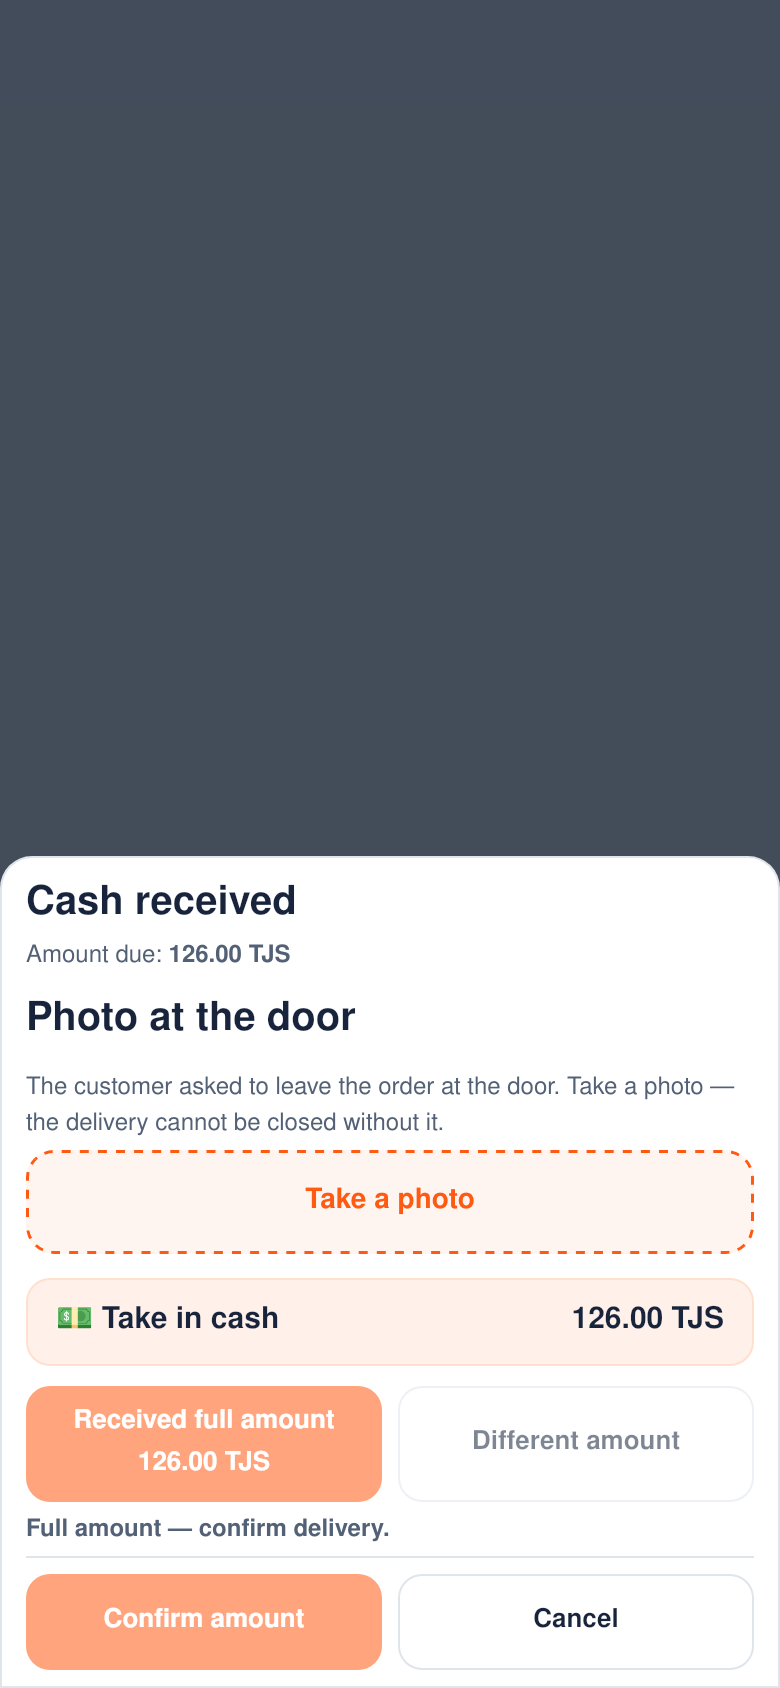 Cash received
Amount due: 126.00 TJS
Photo at the door
The customer asked to leave the order at the door. Take a photo —
the delivery cannot be closed without it.
Take a photo
💵 Take in cash 126.00 TJS
Received full amount
126.00 TJS
Different amount
Full amount — confirm delivery.
Confirm amount
Cancel